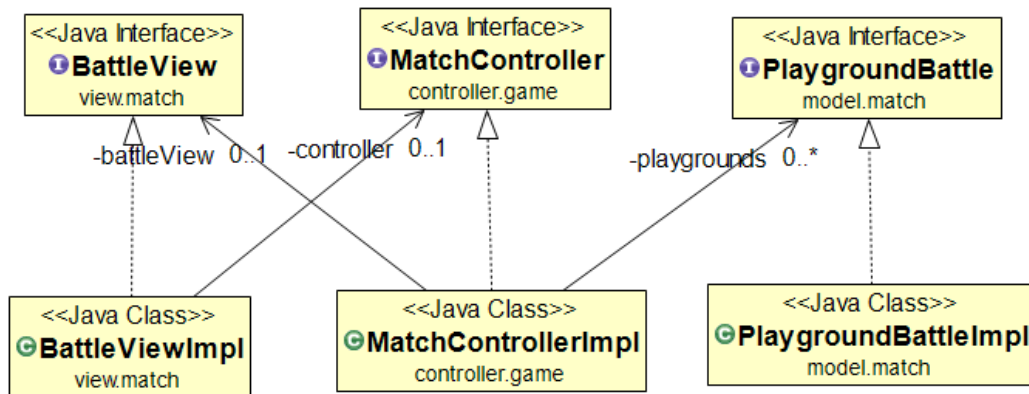 <<Java Interface>>
BattleView
view.match
<<Java Interface>>
MatchController
controller.game
<<Java Interface>>
PlaygroundBattle
model.match
-battleView 0..1
-controller 0..1
-playgrounds 0..*
<<Java Class>>
BattleViewImpl
view.match
<<Java Class>>
MatchControllerImpl
controller.game
<<Java Class>>
PlaygroundBattleImpl
model.match